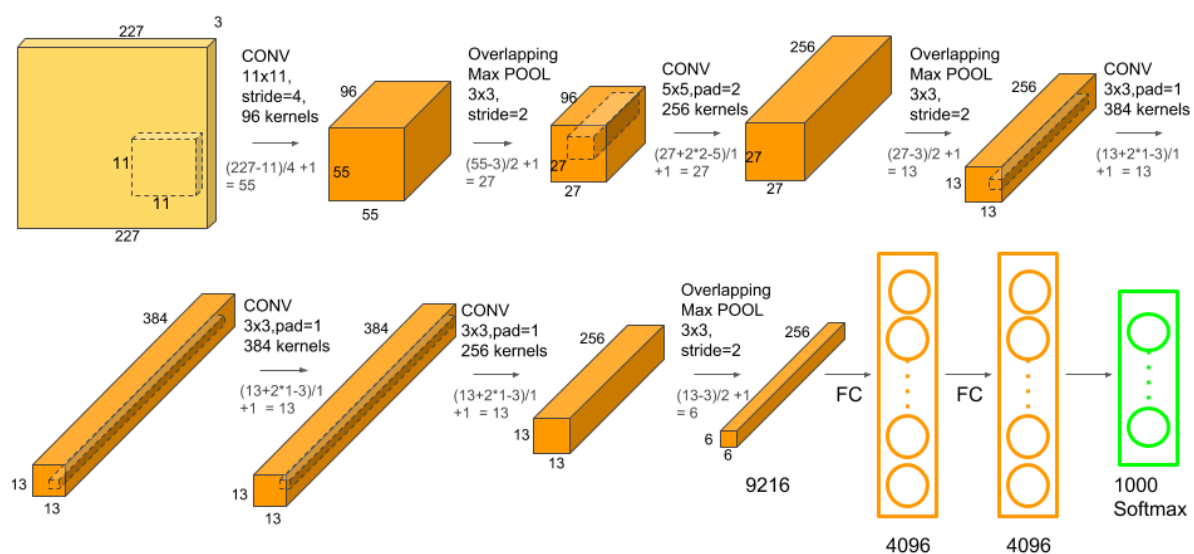 227
3
CONV
11x11,
stride=4,
96 kernels
(227-11)/4 +1
= 55
11
11
227
96
55
55
Overlapping
Max POOL
3x3,
stride=2
(55-3)/2 +1
= 27
96
27
27
CONV
5x5,pad=2
256 kernels
(27+2*2-5)/1
+1 = 27
256
27
27
Overlapping
Max POOL
3x3,
stride=2
(27-3)/2 +1
= 13
256
13
13
CONV
3x3,pad=1
384 kernels
(13+2*1-3)/1
+1 = 13
384
13
13
CONV
3x3,pad=1
384 kernels
(13+2*1-3)/1
+1 = 13
384
13
13
CONV
3x3,pad=1
256 kernels
(13+2*1-3)/1
+1 = 13
256
13
13
Overlapping
Max POOL
3x3,
stride=2
(13-3)/2 +1
= 6
256
6
6
9216
FC
4096
FC
4096
1000
Softmax